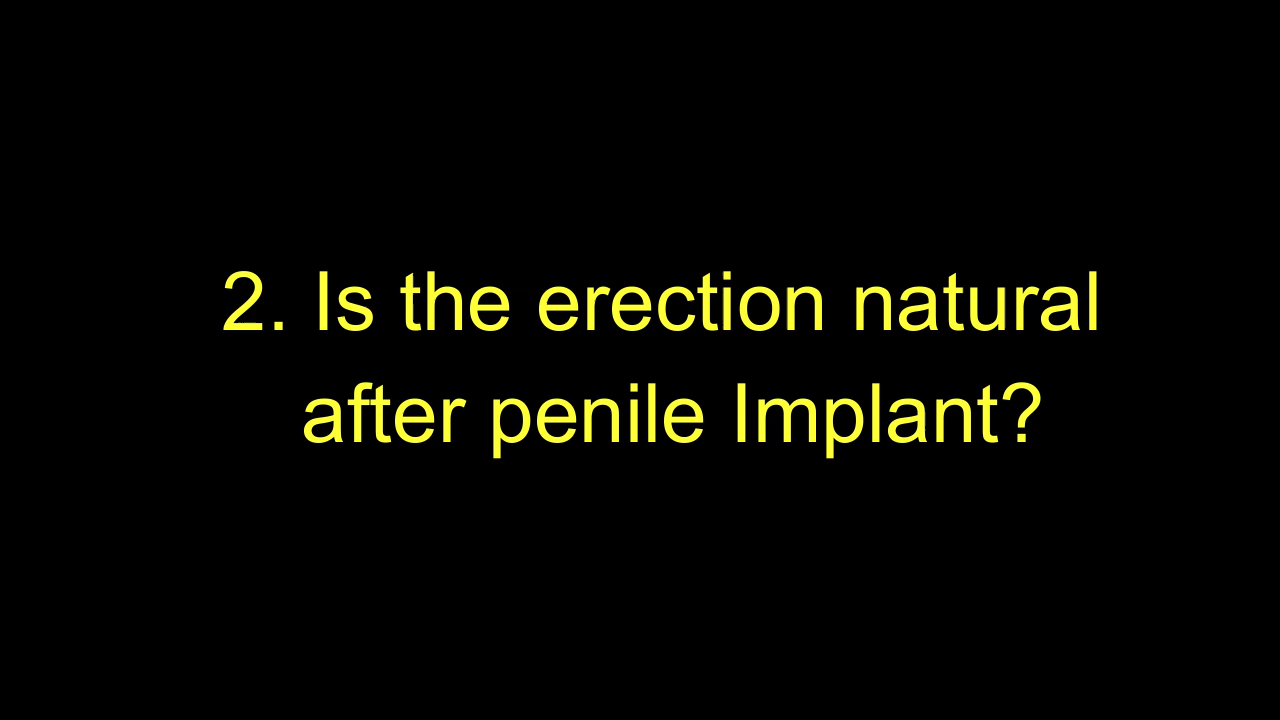 2. Is the erection natural
after penile Implant?